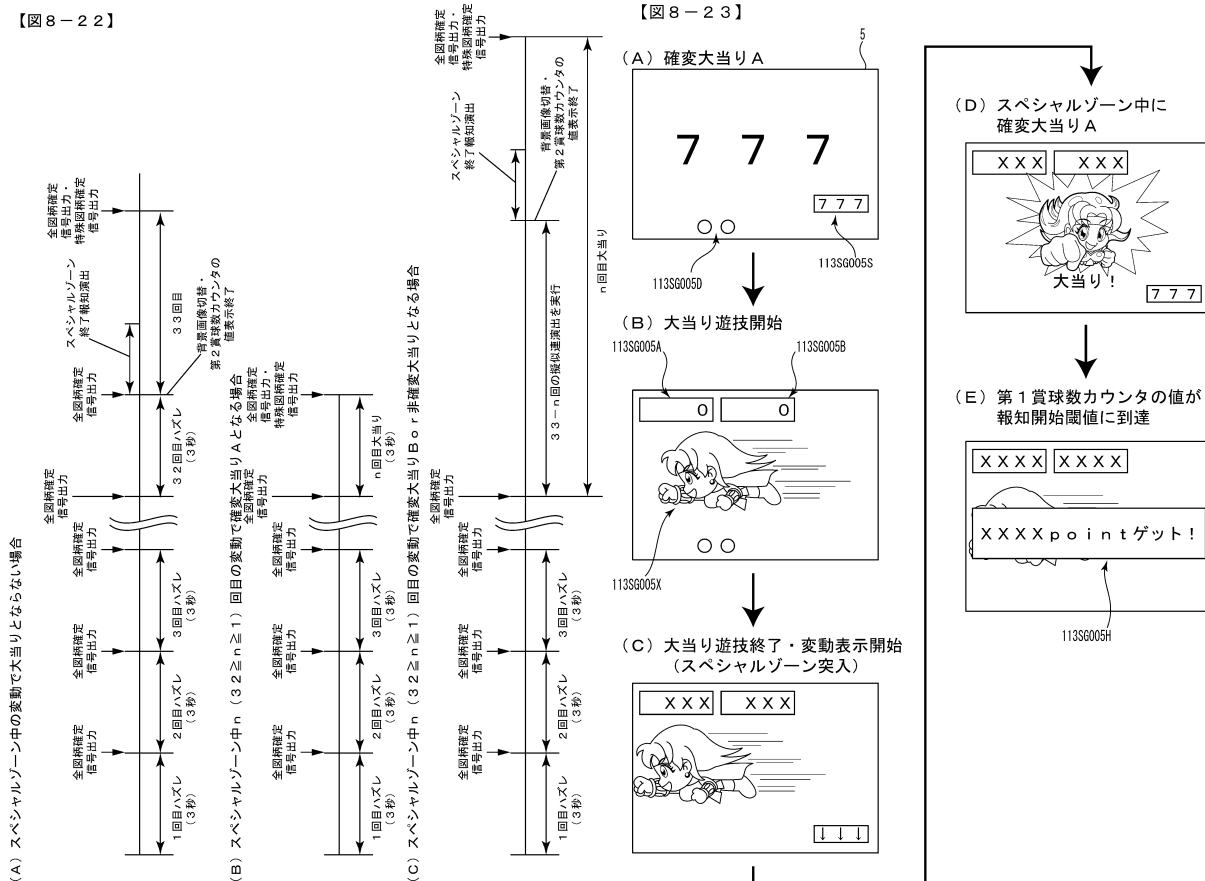 【図８－２２】
(A) スペシャルゾーン中の変動で大当りとならない場合
1回目ハズレ
(3秒)
全図柄確定
信号出力
2回目ハズレ
(3秒)
全図柄確定
信号出力
3回目ハズレ
(3秒)
全図柄確定
信号出力
全図柄確定
信号出力
32回目ハズレ
(3秒)
全図柄確定
信号出力
スペシャルゾーン
終了報知演出
背景画像切替・
第2賞球数カウンタの
値表示終了
33回目
全図柄確定
信号出力・
特殊図柄確定
信号出力
(B) スペシャルゾーン中n（32≧n≧1）回目の変動で確変大当りAとなる場合
1回目ハズレ
(3秒)
全図柄確定
信号出力
2回目ハズレ
(3秒)
全図柄確定
信号出力
3回目ハズレ
(3秒)
全図柄確定
信号出力
全図柄確定
信号出力
n回目大当り
(3秒)
全図柄確定
信号出力・
特殊図柄確定
信号出力
(C) スペシャルゾーン中n（32≧n≧1）回目の変動で確変大当りBor非確変大当りとなる場合
1回目ハズレ
(3秒)
全図柄確定
信号出力
2回目ハズレ
(3秒)
全図柄確定
信号出力
3回目ハズレ
(3秒)
全図柄確定
信号出力
全図柄確定
信号出力
33－n回の擬似連演出を実行
スペシャルゾーン
終了報知演出
背景画像切替・
第2賞球数カウンタの
値表示終了
n回目大当り
全図柄確定
信号出力・
特殊図柄確定
信号出力
【図８－２３】
(A) 確変大当りA
5
7 7 7
7 7 7
113SG005D
113SG005S
(B) 大当り遊技開始
113SG005A
113SG005B
0
0
113SG005X
(C) 大当り遊技終了・変動表示開始
(スペシャルゾーン突入)
XXX
XXX
↓ ↓ ↓
(D) スペシャルゾーン中に
確変大当りA
XXX
XXX
大当り！
7 7 7
(E) 第1賞球数カウンタの値が
報知開始閾値に到達
XXXX
XXXX
XXXXpointゲット！
113SG005H